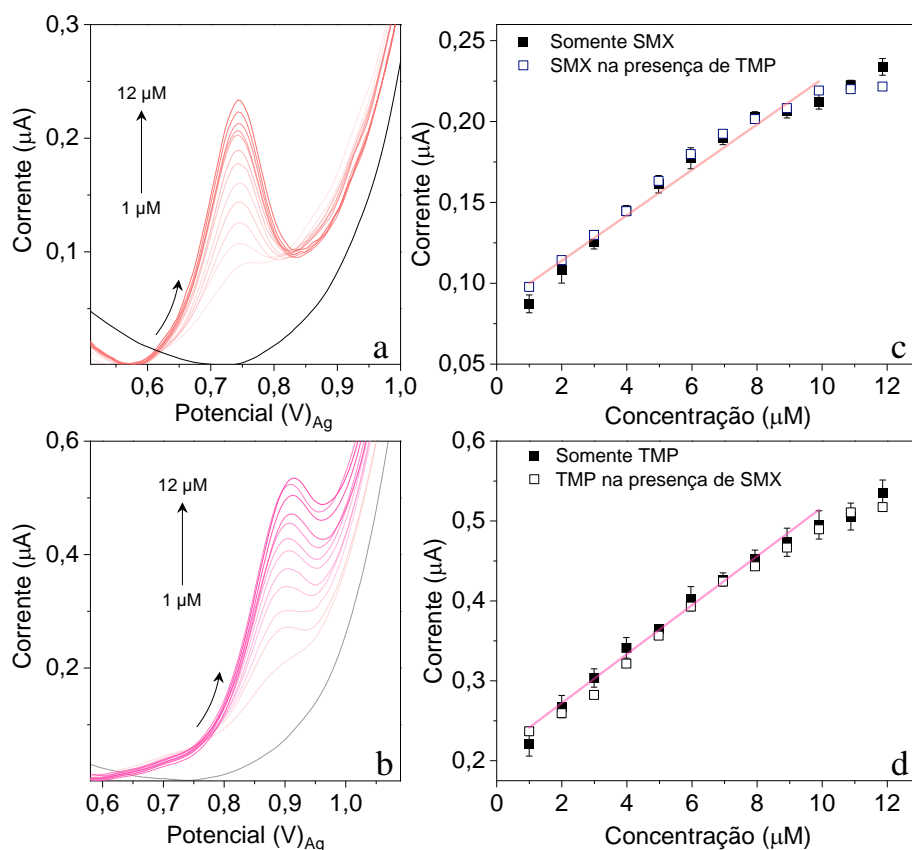 0,3
0,2
0,1
Corrente (μA)
12 μM
1 μM
a
0,6 0,7 0,8 0,9 1,0
Potencial (V)Ag
0,25
0,20
0,15
0,10
0,05
Corrente (μA)
Somente SMX
SMX na presença de TMP
c
0 2 4 6 8 10 12
Concentração (μM)
0,6
0,4
0,2
Corrente (μA)
12 μM
1 μM
b
0,6 0,7 0,8 0,9 1,0
Potencial (V)Ag
0,6
0,5
0,4
0,3
0,2
Corrente (μA)
Somente TMP
TMP na presença de SMX
d
0 2 4 6 8 10 12
Concentração (μM)